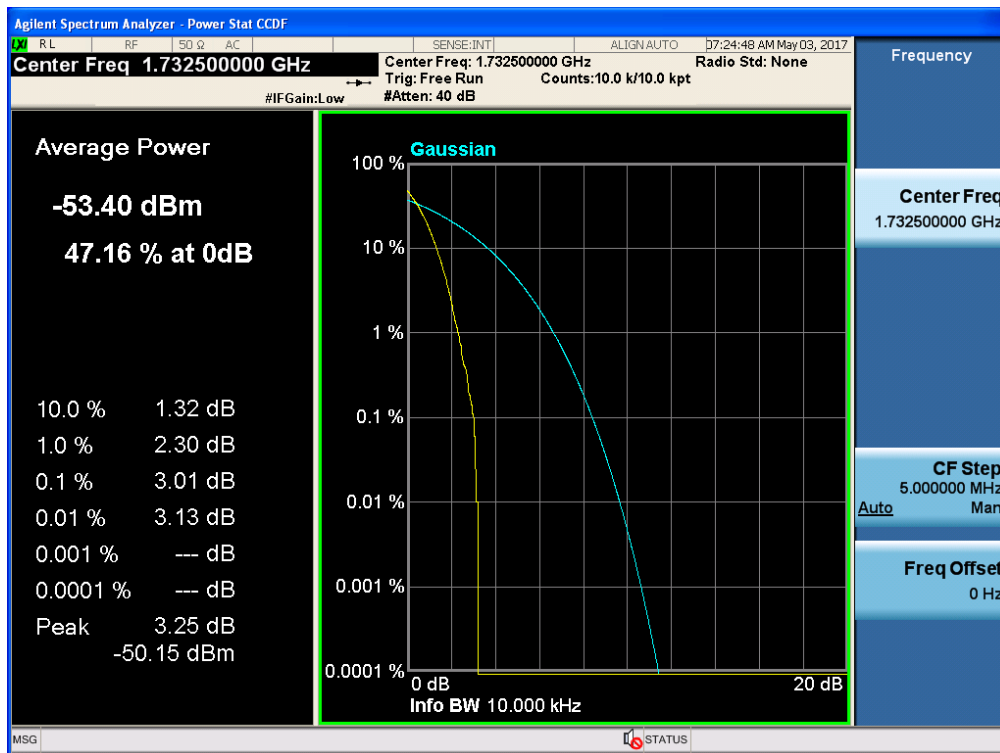 Agilent Spectrum Analyzer - Power Stat CCDF
LXI RL RF 50 Ω AC SENSE:INT ALIGNAUTO 07:24:48 AM May 03, 2017
Center Freq 1.732500000 GHz
Center Freq: 1.732500000 GHz Radio Std: None
Trig: Free Run Counts:10.0 k/10.0 kpt
#IFGain:Low #Atten: 40 dB
Frequency
Average Power
-53.40 dBm
47.16 % at 0dB
10.0 % 1.32 dB
1.0 % 2.30 dB
0.1 % 3.01 dB
0.01 % 3.13 dB
0.001 % --- dB
0.0001 % --- dB
Peak 3.25 dB
-50.15 dBm
Gaussian
100 %
10 %
1 %
0.1 %
0.01 %
0.001 %
0.0001 %
0 dB 20 dB
Info BW 10.000 kHz
Center Freq
1.732500000 GHz
CF Step
5.000000 MHz
Auto Man
Freq Offset
0 Hz
MSG STATUS